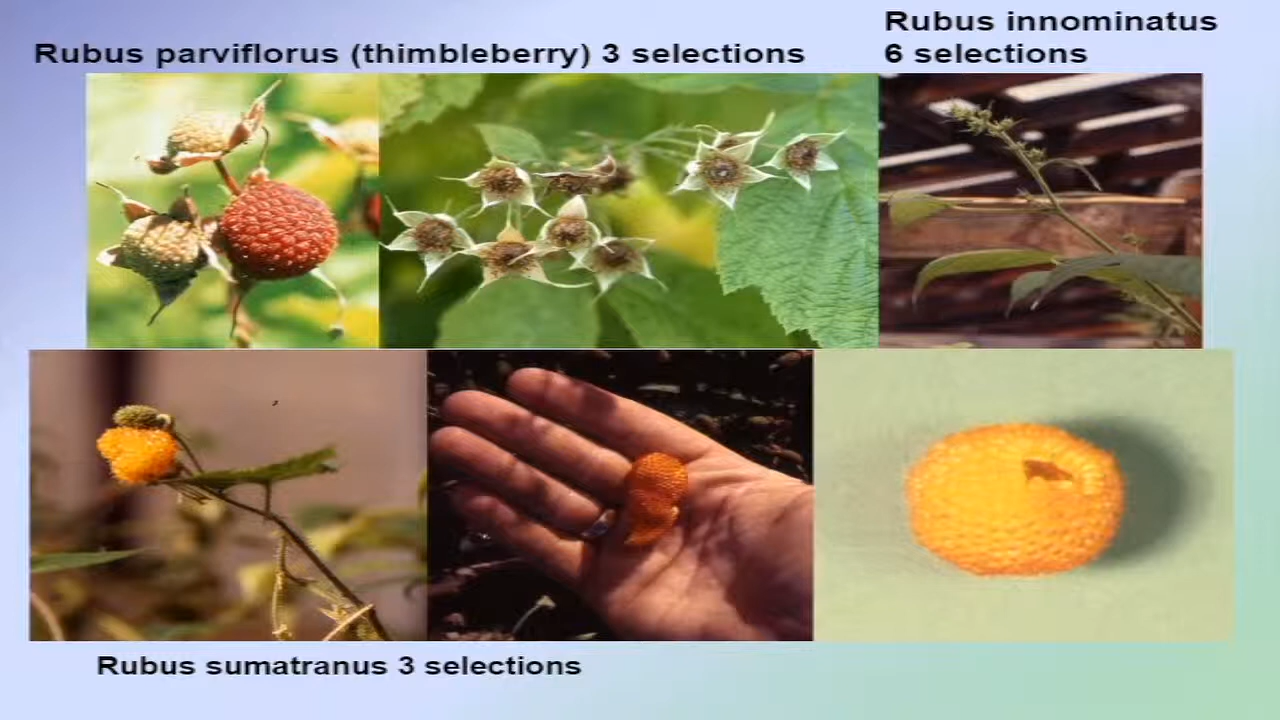 Rubus parviflorus (thimbleberry) 3 selections
Rubus innominatus
6 selections
Rubus sumatranus 3 selections